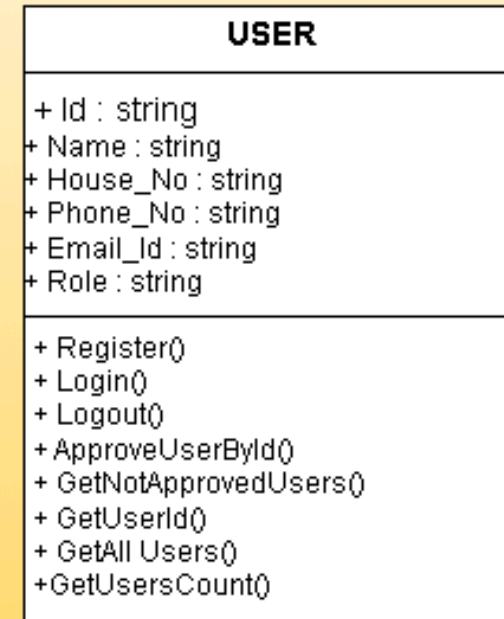 USER
+ Id : string
+ Name : string
+ House_No : string
+ Phone_No : string
+ Email_Id : string
+ Role : string
+ Register()
+ Login()
+ Logout()
+ ApproveUserById()
+ GetNotApprovedUsers()
+ GetUserId()
+ GetAll Users()
+GetUsersCount()